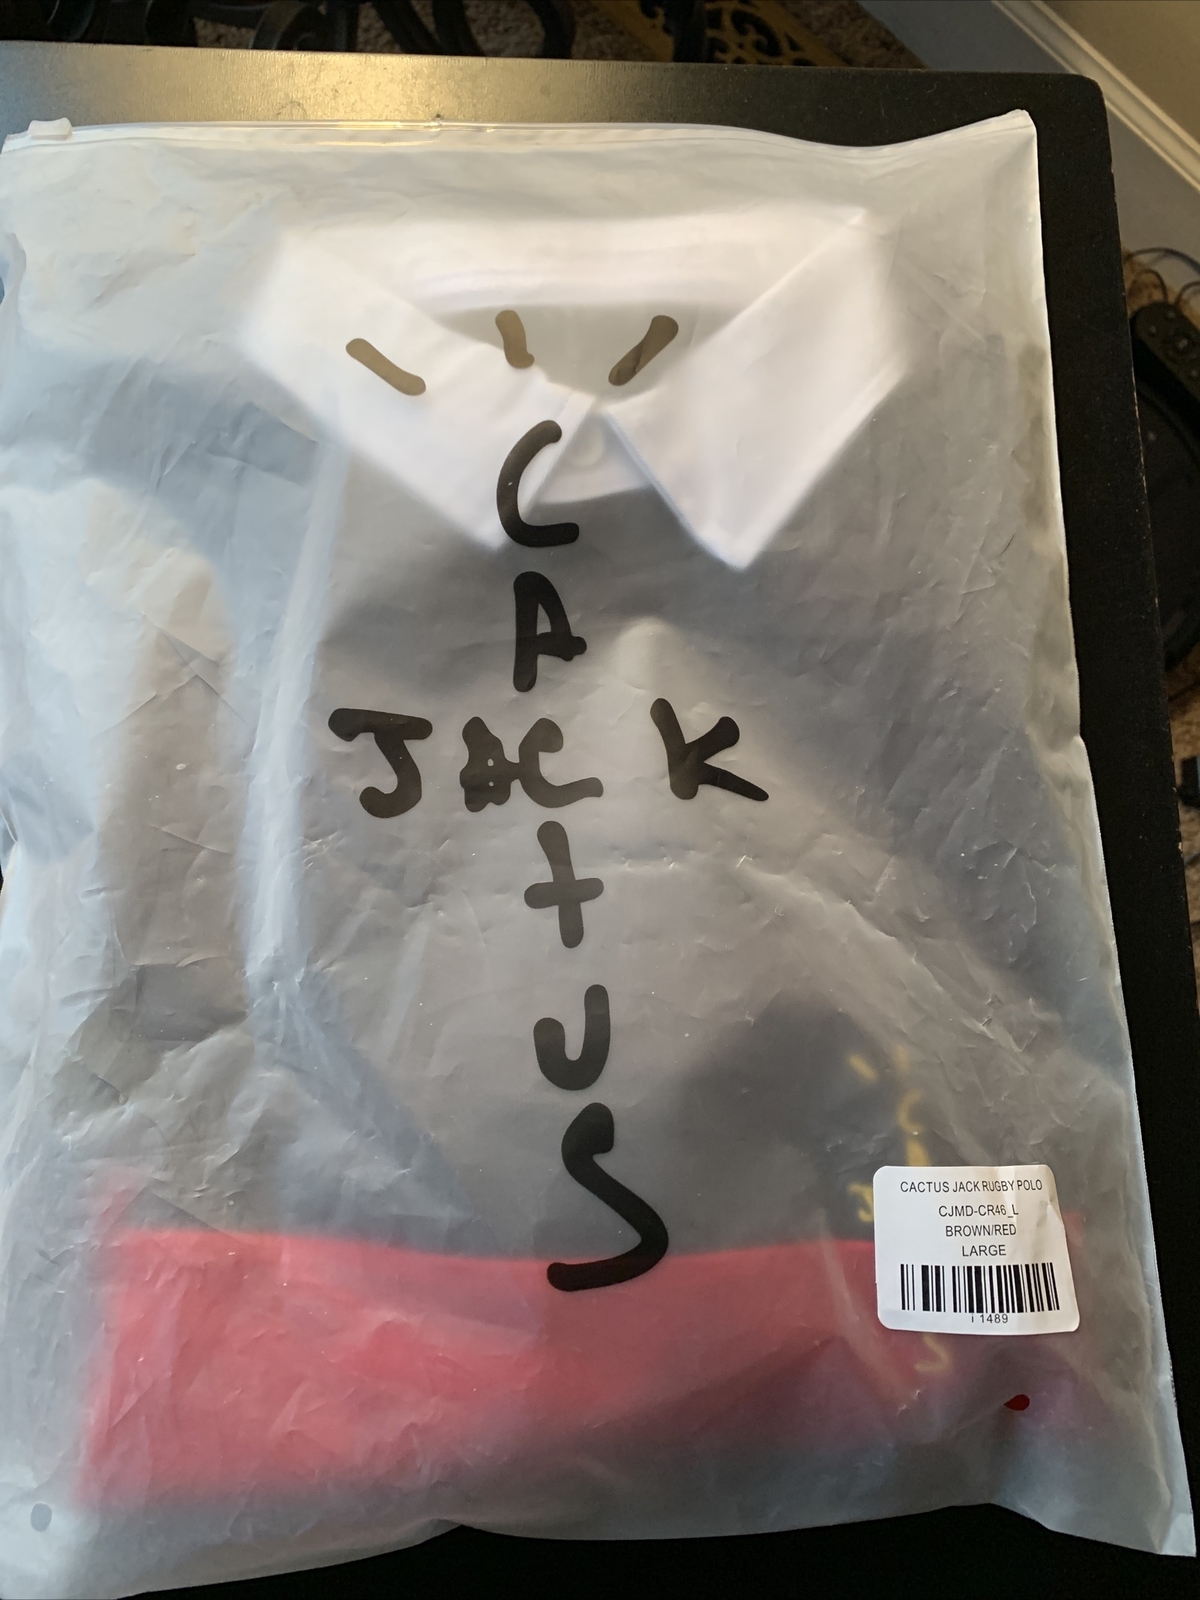 CACTUS
JACK
CACTUS JACK RUGBY POLO
CJMD-CR46_L
BROWN/RED
LARGE
i 1489